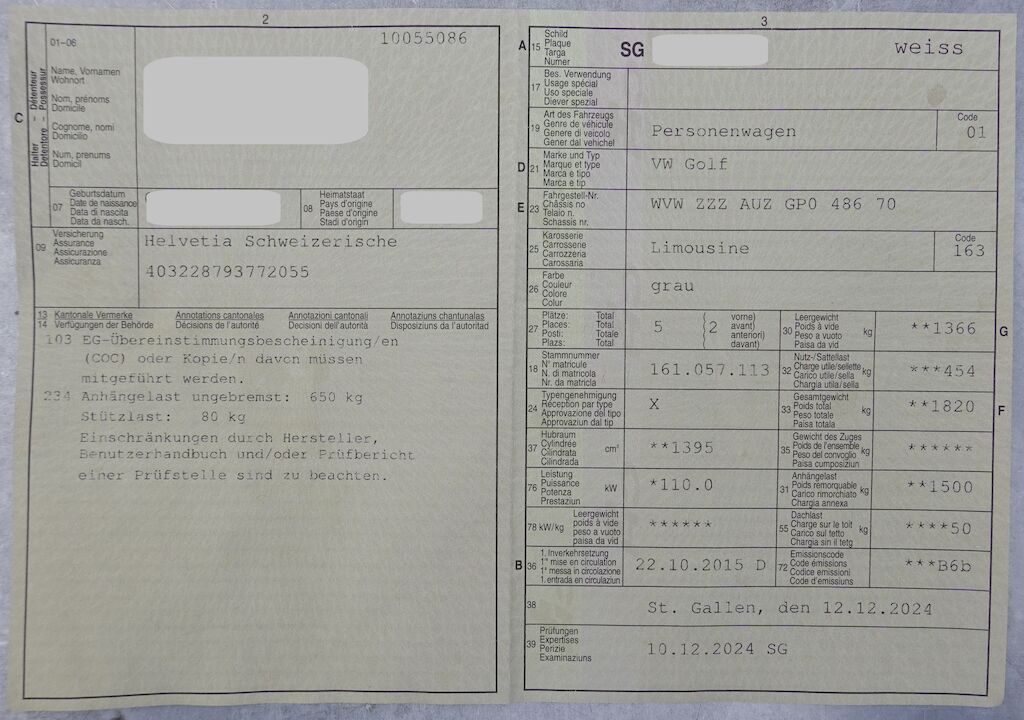 2
10055086
01-06
C
Halter – Détenteur
Detentore – Possessur
Name, Vornamen
Wohnort
Nom, prénoms
Domicile
Cognome, nomi
Domicilio
Num, prenums
Domicil
07
Geburtsdatum
Date de naissance
Data di nascita
Data da nasch.
08
Heimatstaat
Pays d'origine
Paese d'origine
Stadi d'origin
09
Versicherung
Assurance
Assicurazione
Assicuranza
Helvetia Schweizerische
403228793772055
13 Kantonale Vermerke Annotations cantonales Annotazioni cantonali Annotaziuns chantunalas
14 Verfügungen der Behörde Décisions de l'autorité Decisioni dell'autorità Disposiziuns da l'autoritad
103 EG-Übereinstimmungsbescheinigung/en
(COC) oder Kopie/n davon müssen
mitgeführt werden.
234 Anhängelast ungebremst: 650 kg
Stützlast: 80 kg
Einschränkungen durch Hersteller,
Benutzerhandbuch und/oder Prüfbericht
einer Prüfstelle sind zu beachten.
3
A 15
Schild
Plaque
Targa
Numer
SG
weiss
17
Bes. Verwendung
Usage spécial
Uso speciale
Diever spezial
19
Art des Fahrzeugs
Genre de véhicule
Genere di veicolo
Gener dal vehichel
Personenwagen
Code
01
D 21
Marke und Typ
Marque et type
Marca e tipo
Marca e tip
VW Golf
E 23
Fahrgestell-Nr.
Châssis no
Telaio n.
Schassis nr.
WVW ZZZ AUZ GP0 486 70
25
Karosserie
Carrosserie
Carrozzeria
Carossaria
Limousine
Code
163
26
Farbe
Couleur
Colore
Colur
grau
27
Plätze: Total
Places: Total
Posti: Totale
Plazs: Total
5
(2
vorne)
avant)
anteriori)
davant)
30
Leergewicht
Poids à vide
Peso a vuoto
Paisa da vid
kg
**1366
G
18
Stammnummer
N° matricule
N. di matricola
Nr. da matricla
161.057.113
32
Nutz-/Sattellast
Charge utile/sellette
Carico utile/sella
Chargia utila/sella
kg
***454
24
Typengenehmigung
Réception par type
Approvazione del tipo
Approvaziun dal tip
X
33
Gesamtgewicht
Poids total
Peso totale
Paisa totala
kg
**1820
F
37
Hubraum
Cylindrée
Cilindrata
Cilindrada
cm³
**1395
35
Gewicht des Zuges
Poids de l'ensemble
Peso del convoglio
Paisa cumposiziun
kg
******
76
Leistung
Puissance
Potenza
Prestaziun
kW
*110.0
31
Anhängelast
Poids remorquable
Carico rimorchiato
Chargia annexa
kg
**1500
78 kW/kg
Leergewicht
poids à vide
peso a vuoto
paisa da vid
******
55
Dachlast
Charge sur le toit
Carico sul tetto
Chargia sin il tetg
kg
****50
B 36
1. Inverkehrsetzung
1re mise en circulation
1a messa in circolazione
1. entrada en circulaziun
22.10.2015 D
72
Emissionscode
Code émissions
Codice emissioni
Code d'emissiuns
***B6b
38
St. Gallen, den 12.12.2024
39
Prüfungen
Expertises
Perizie
Examinaziuns
10.12.2024 SG